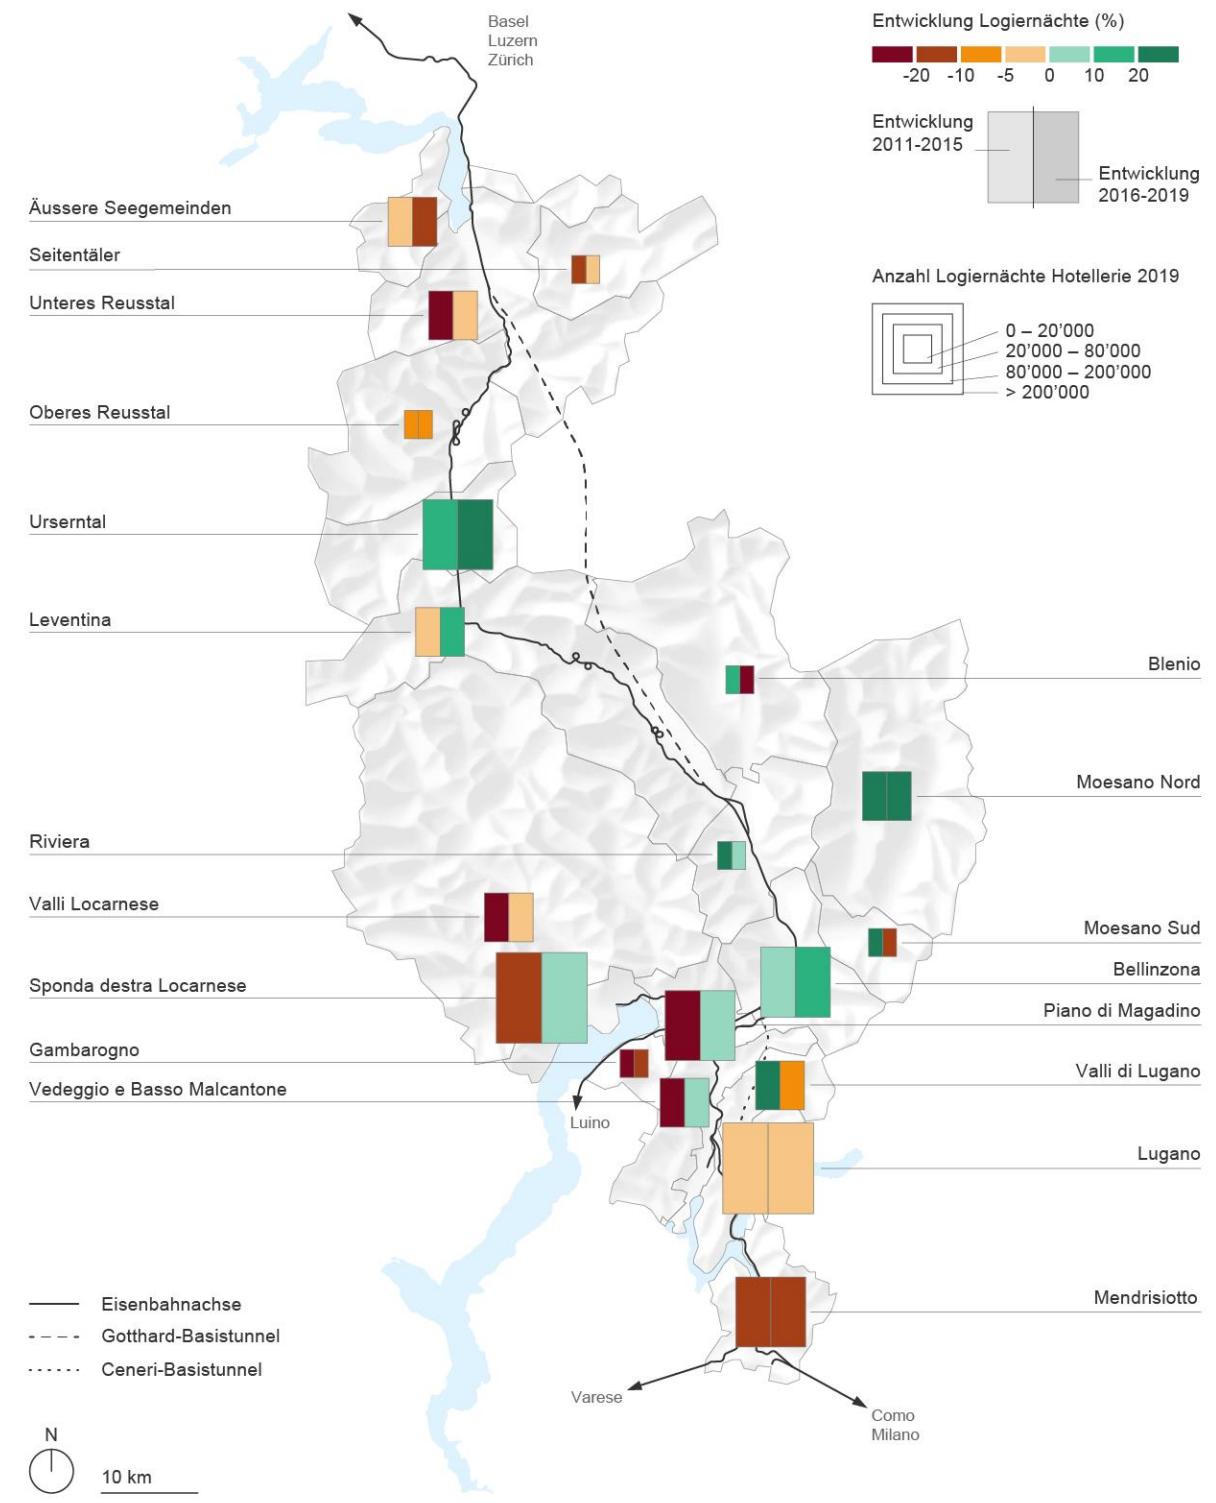 Basel
Luzern
Zürich
Entwicklung Logiernächte (%)
-20 -10 -5 0 10 20
Entwicklung
2011-2015
Entwicklung
2016-2019
Anzahl Logiernächte Hotellerie 2019
0 – 20’000
20’000 – 80’000
80’000 – 200’000
> 200’000
Äussere Seegemeinden
Seitentäler
Unteres Reusstal
Oberes Reusstal
Urserntal
Leventina
Blenio
Moesano Nord
Riviera
Valli Locarnese
Moesano Sud
Bellinzona
Sponda destra Locarnese
Piano di Magadino
Gambarogno
Valli di Lugano
Vedeggio e Basso Malcantone
Luino
Lugano
Mendrisiotto
Eisenbahnachse
Gotthard-Basistunnel
Ceneri-Basistunnel
Varese
Como
Milano
N
10 km